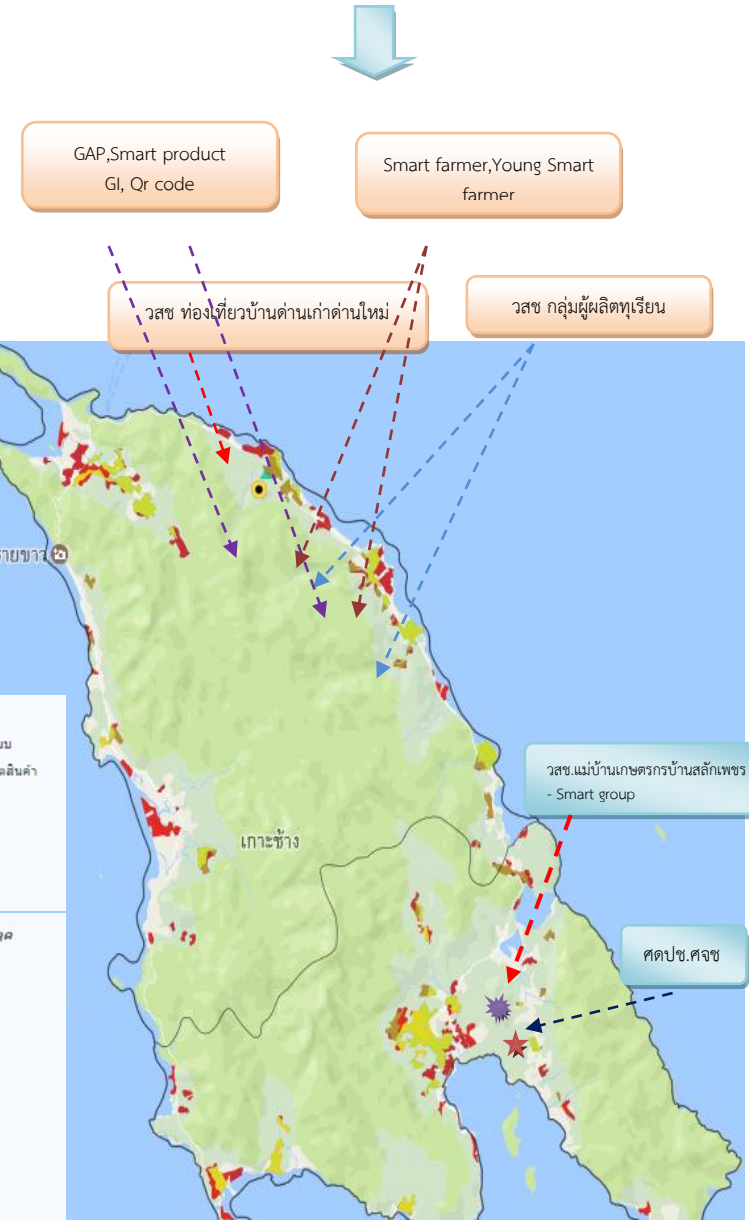 GAP,Smart product
GI, Qr code
Smart farmer,Young Smart
farmer
วสช ท่องเที่ยวบ้านด่านเก่าด่านใหม่
วสช กลุ่มผู้ผลิตทุเรียน
วสช.แม่บ้านเกษตรกรบ้านสลักเพชร
- Smart group
เกาะช้าง
ศดปช.ศจช